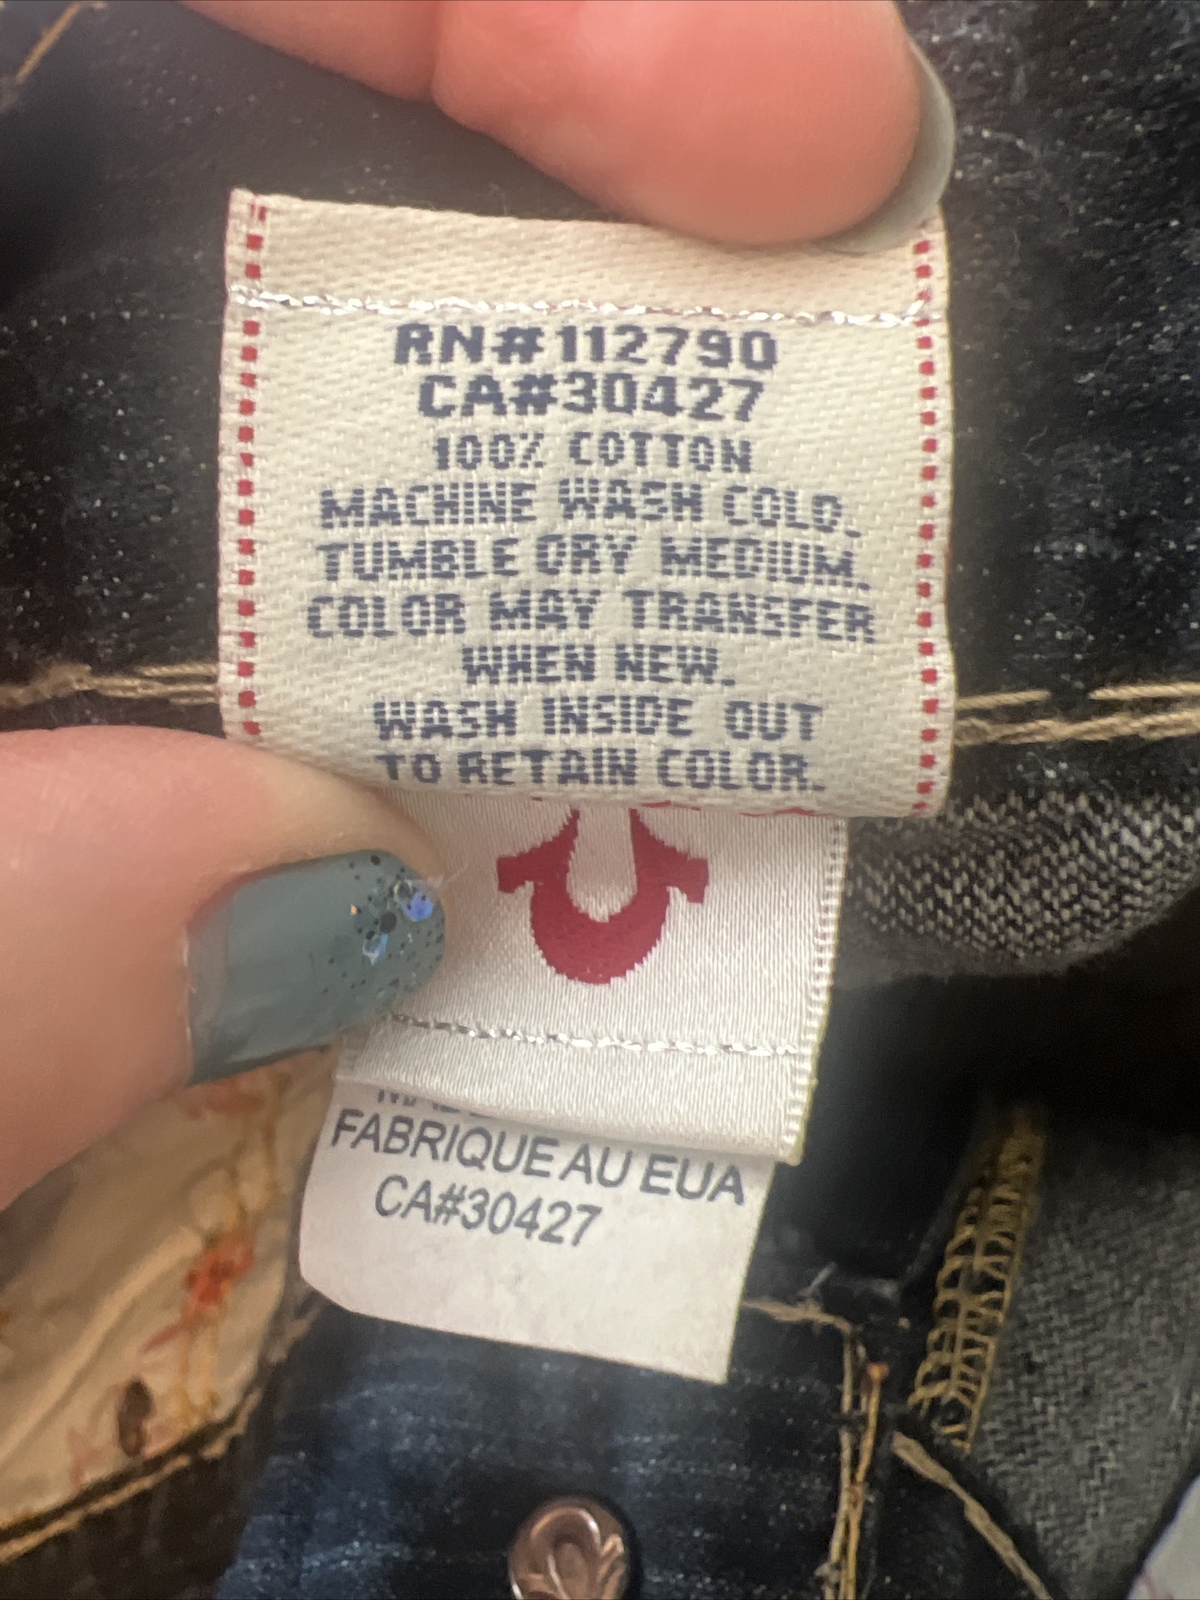 RN#112790
CA#30427
100% COTTON
MACHINE WASH COLD.
TUMBLE DRY MEDIUM.
COLOR MAY TRANSFER
WHEN NEW.
WASH INSIDE OUT
TO RETAIN COLOR.
FABRIQUE AU EUA
CA#30427